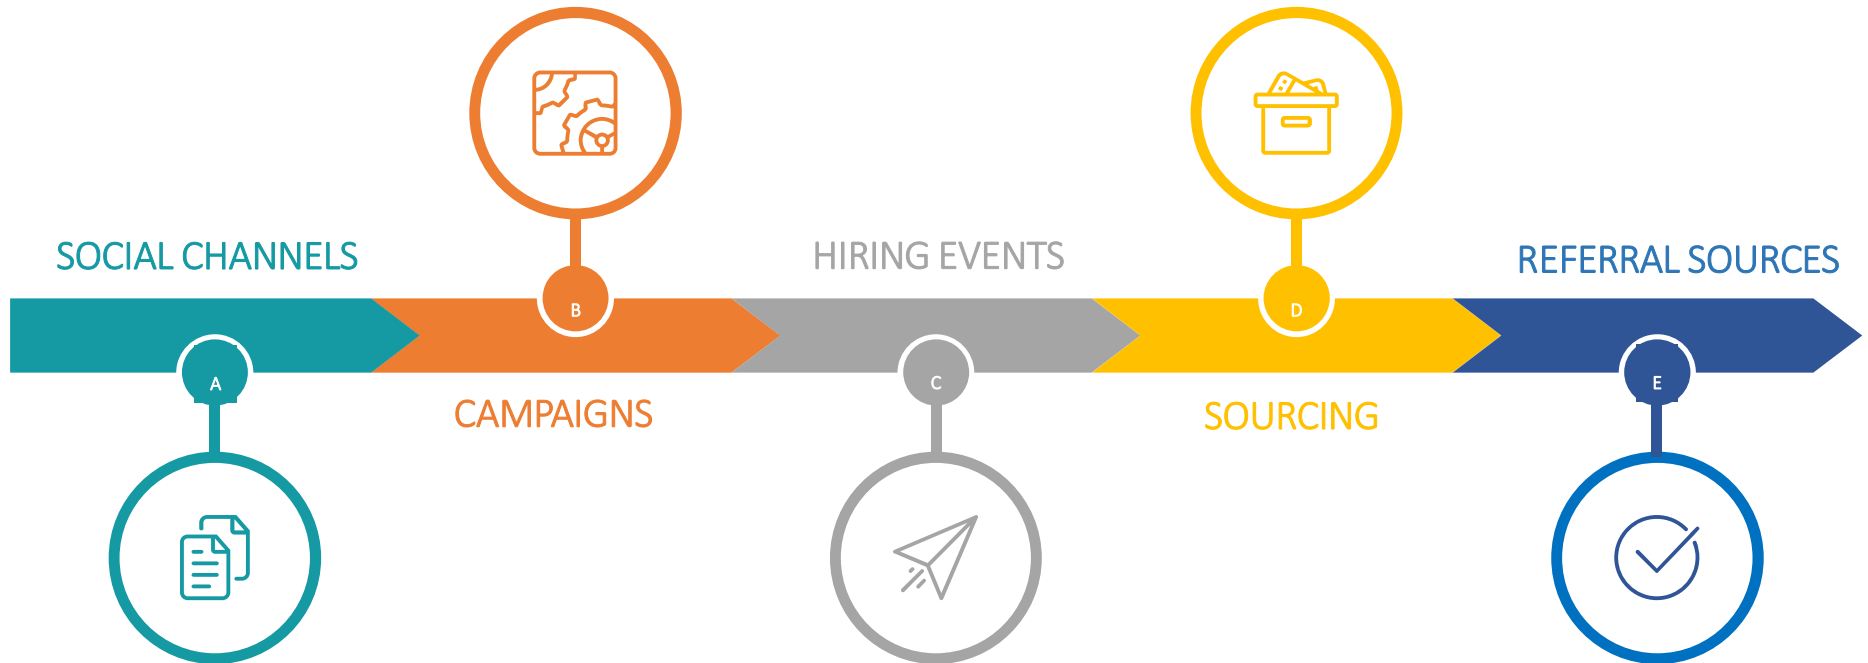 SOCIAL CHANNELS
HIRING EVENTS
REFERRAL SOURCES
A
B
C
D
E
CAMPAIGNS
SOURCING